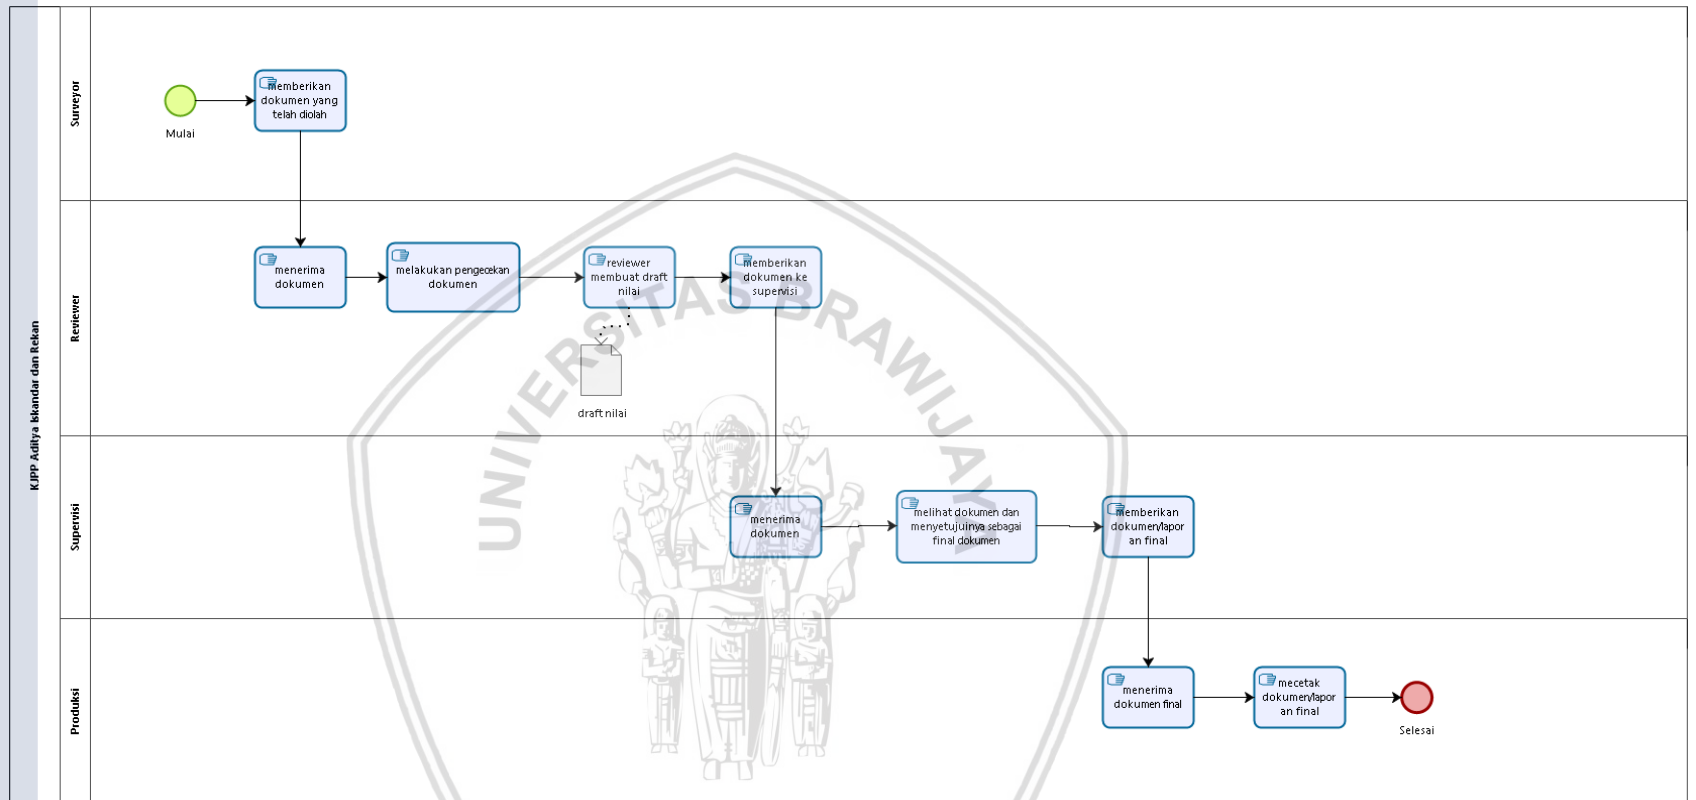 KJPP Aditya Iskandar dan Rekan
Surveyor
Mulai
memberikan
dokumen yang
telah diolah
Reviewer
menerima
dokumen
melakukan pengecekan
dokumen
reviewer
membuat draft
nilai
memberikan
dokumen ke
supervisi
draft nilai
UNIVERSITAS BRAWIJAYA
Supervisi
menerima
dokumen
melihat dokumen dan
menyetujuinya sebagai
final dokumen
memberikan
dokumen/lapor
an final
Produksi
menerima
dokumen final
mecetak
dokumen/lapor
an final
Selesai